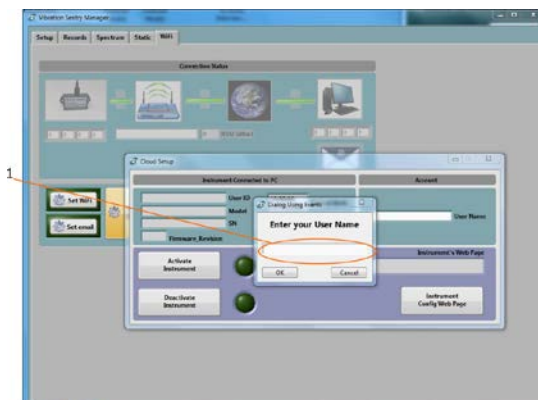 Vibration Sentry Manager
Setup Records Spectrum Static WiFi
Connection Status
1
Set WiFi
Set email
Cloud Setup
Instrument Connected to PC
Account
User ID
Model
SN
Firmware_Revision
User Name
Dialog Using Events
Enter your User Name
OK Cancel
Activate
Instrument
Deactivate
Instrument
Instrument's Web Page
Instrument
Config Web Page